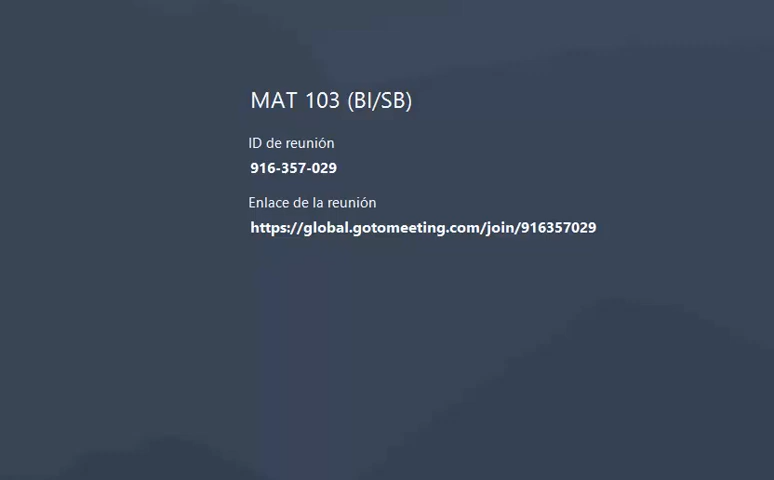 MAT 103 (BI/SB)
ID de reunión
916-357-029
Enlace de la reunión
https://global.gotomeeting.com/join/916357029